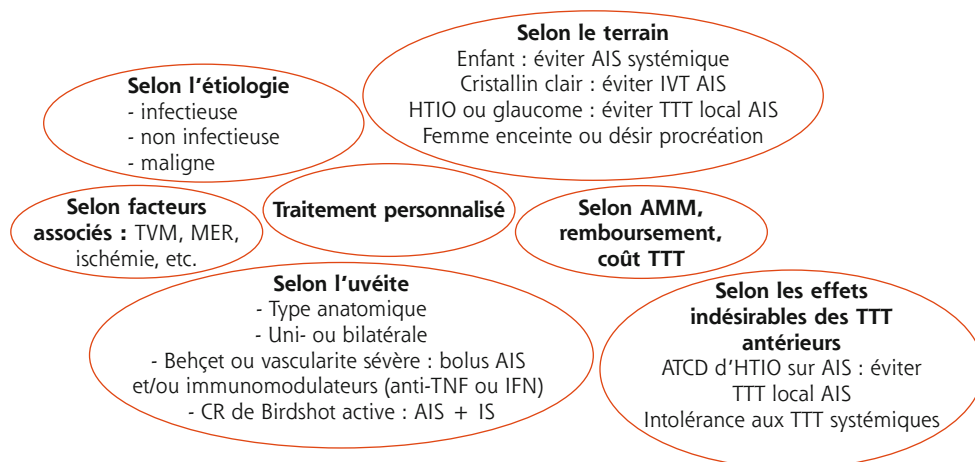 Selon le terrain
Enfant : éviter AIS systémique
Cristallin clair : éviter IVT AIS
HTIO ou glaucome : éviter TTT local AIS
Femme enceinte ou désir procréation
Selon l'étiologie
- infectieuse
- non infectieuse
- maligne
Selon facteurs
associés : TVM, MER,
ischémie, etc.
Traitement personnalisé
Selon AMM,
remboursement,
coût TTT
Selon l'uvéite
- Type anatomique
- Uni- ou bilatérale
- Behçet ou vascularite sévère : bolus AIS
et/ou immunomodulateurs (anti-TNF ou IFN)
- CR de Birdshot active : AIS + IS
Selon les effets
indésirables des TTT
antérieurs
ATCD d'HTIO sur AIS : éviter
TTT local AIS
Intolérance aux TTT systémiques